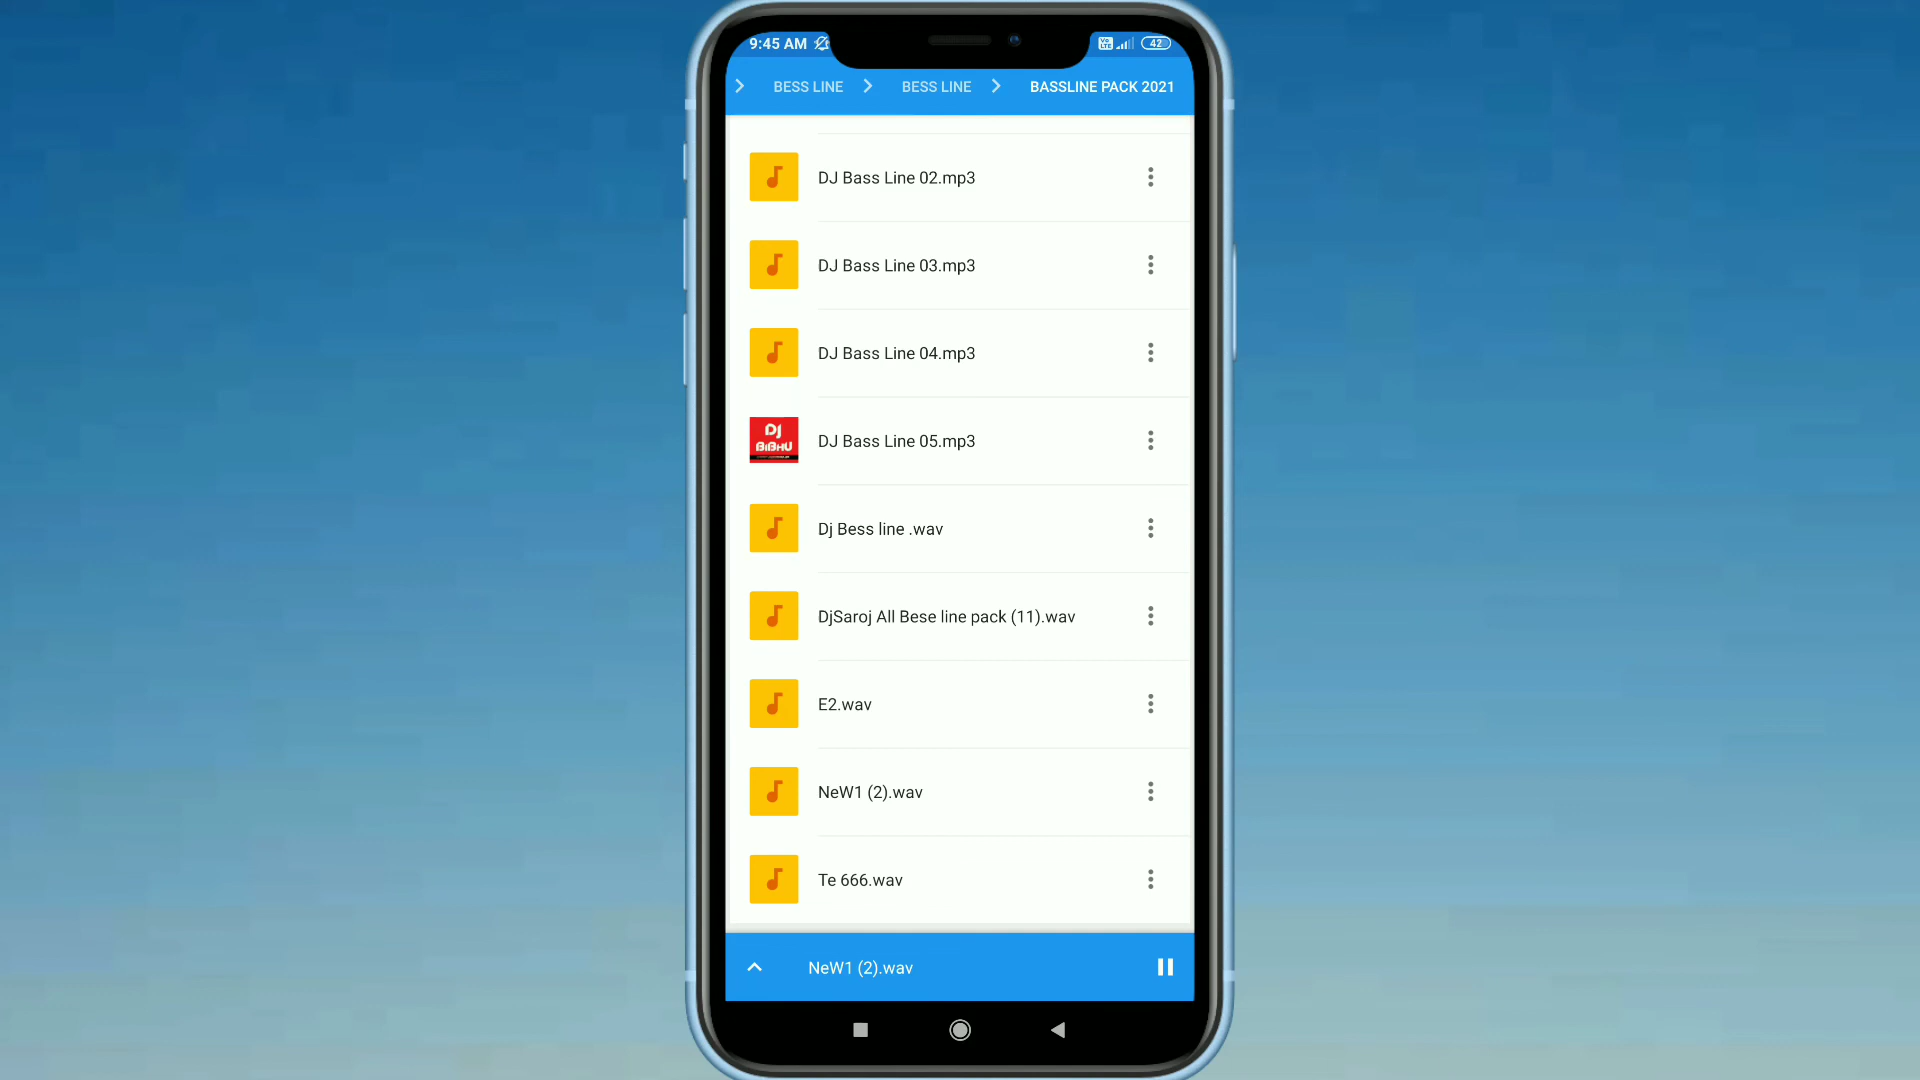 9:45 AM
Vo LTE
42
BESS LINE
BESS LINE
BASSLINE PACK 2021
DJ Bass Line 02.mp3
DJ Bass Line 03.mp3
DJ Bass Line 04.mp3
DJ
BiBHU
DJ Bass Line 05.mp3
Dj Bess line .wav
DjSaroj All Bese line pack (11).wav
E2.wav
NeW1 (2).wav
Te 666.wav
NeW1 (2).wav